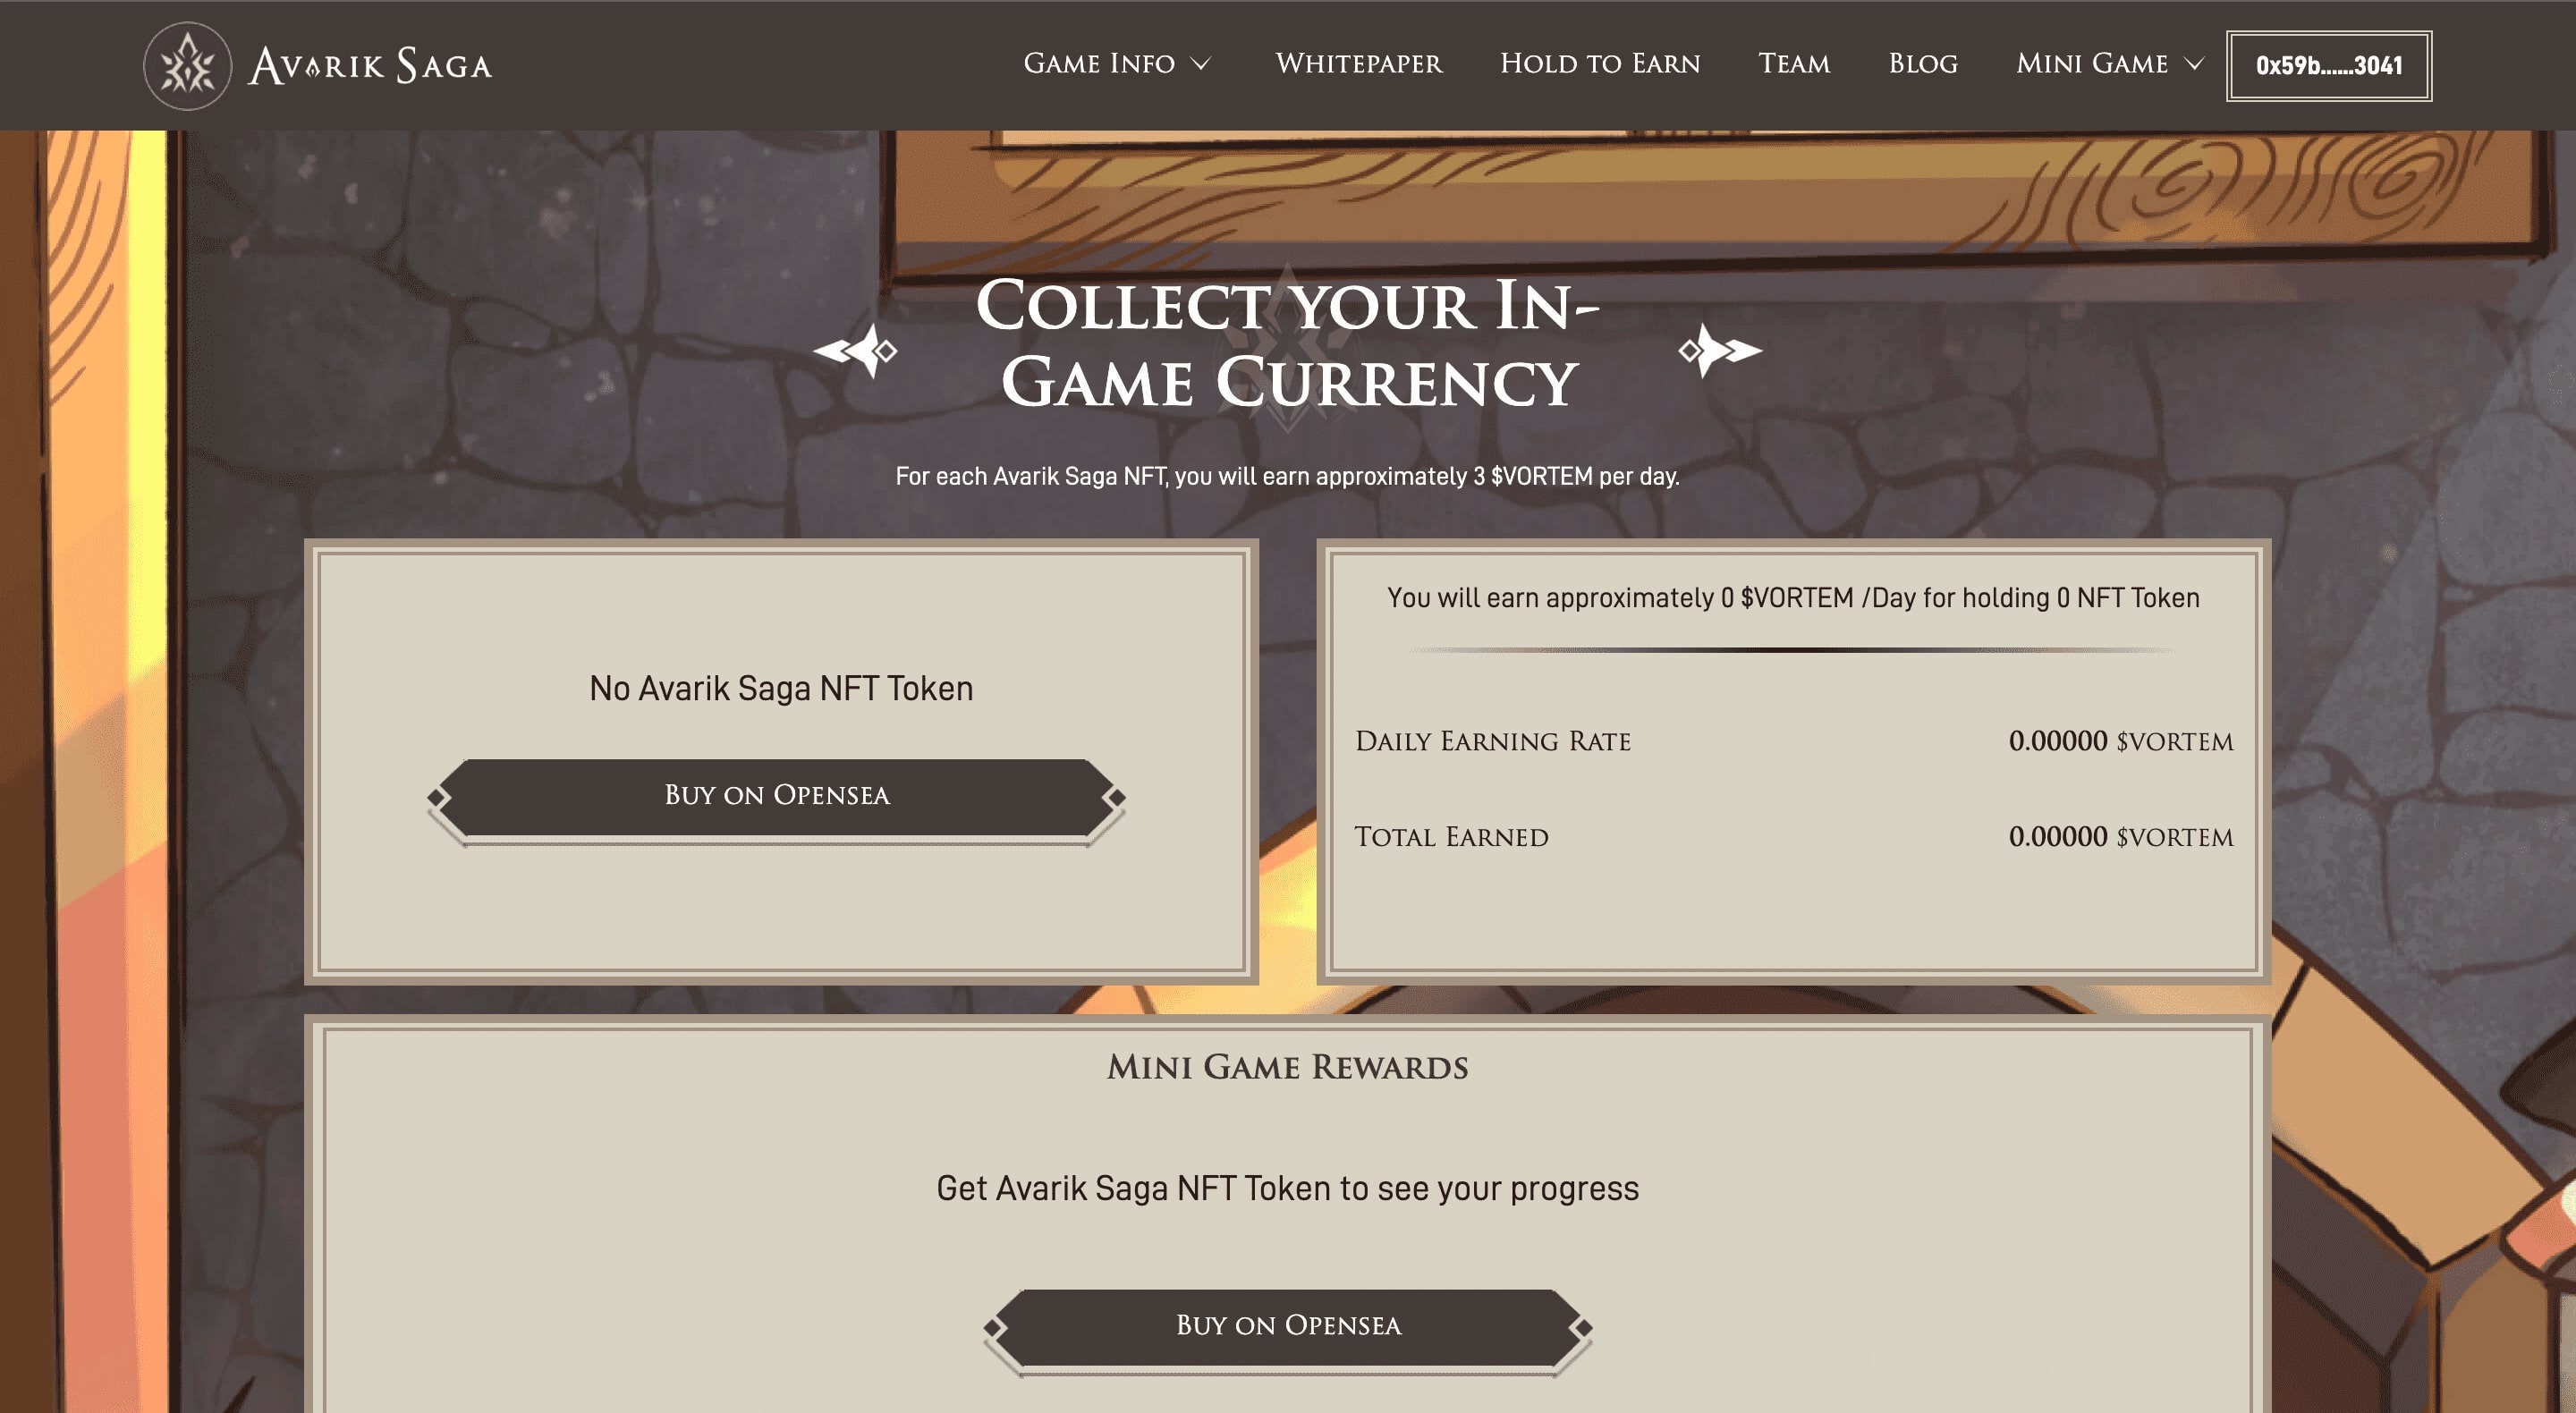 Avarik Saga
Game Info
Whitepaper
Hold to Earn
Team
Blog
Mini Game
0x59b......3041
Collect your In-
Game Currency
For each Avarik Saga NFT, you will earn approximately 3 $VORTEM per day.
No Avarik Saga NFT Token
Buy on Opensea
You will earn approximately 0 $VORTEM /Day for holding 0 NFT Token
Daily Earning Rate
0.00000 $VORTEM
Total Earned
0.00000 $VORTEM
Mini Game Rewards
Get Avarik Saga NFT Token to see your progress
Buy on Opensea